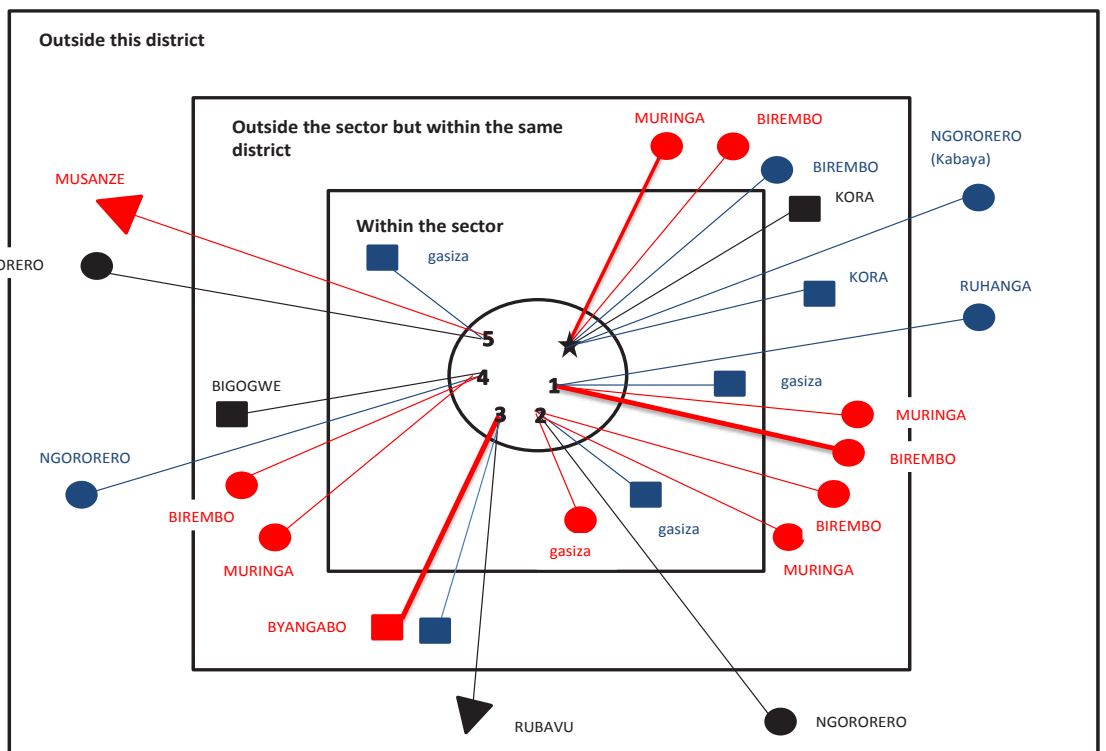 Outside this district
Outside the sector but within the same
district
MURINGA
BIREMBO
NGORORERO
(Kabaya)
BIREMBO
MUSANZE
KORA
Within the sector
gasiza
ORERO
KORA
RUHANGA
5
4
1
3
2
gasiza
BIGOGWE
MURINGA
NGORORERO
BIREMBO
BIREMBO
BIREMBO
gasiza
gasiza
MURINGA
MURINGA
BYANGABO
RUBAVU
NGORORERO